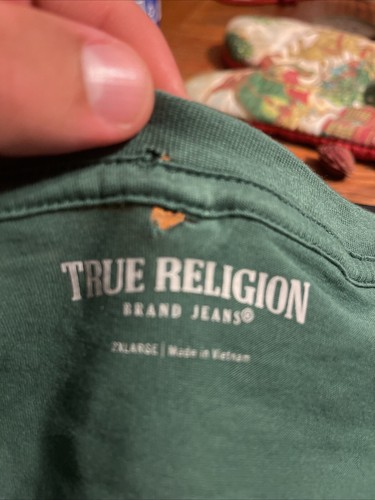 TRUE RELIGION
BRAND JEANS®
2XLARGE | Made in Vietnam